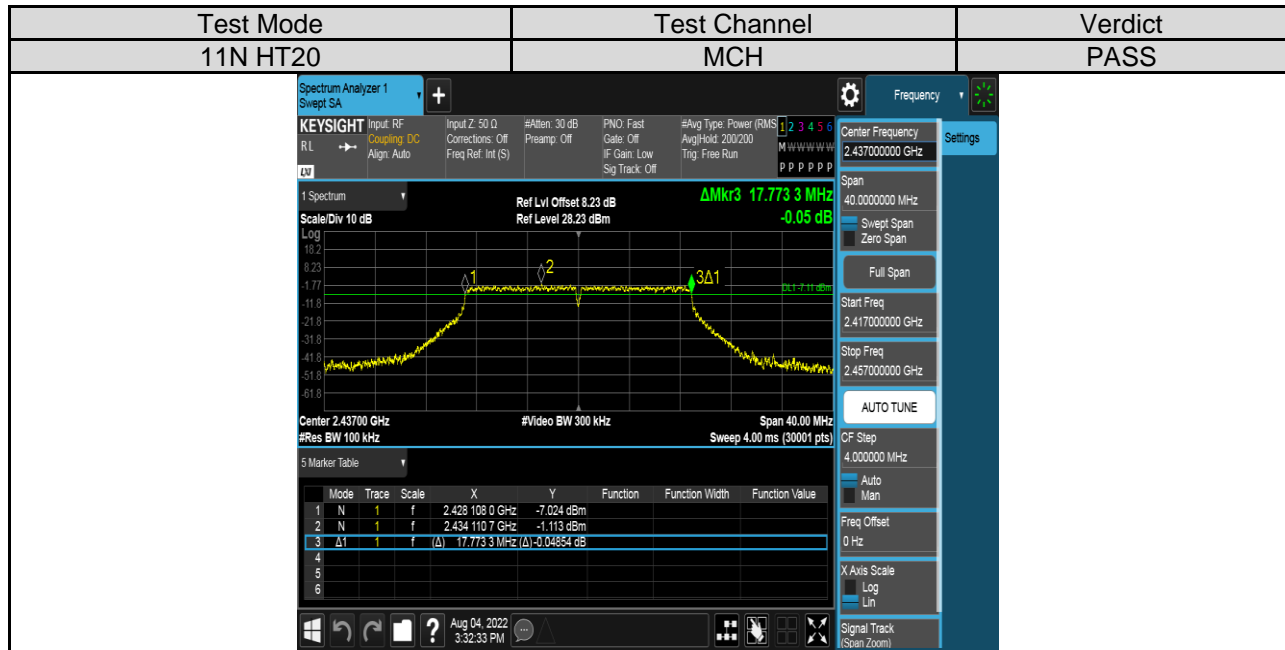 Test Mode Test Channel Verdict
11N HT20 MCH PASS
Spectrum Analyzer 1
Swept SA
+
Frequency
KEYSIGHT Input: RF Input Z: 50 Ω #Atten: 30 dB PNO: Fast #Avg Type: Power (RMS 1 2 3 4 5 6
RL Coupling: DC Corrections: Off Preamp: Off Gate: Off Avg|Hold: 200/200 M W W W W W
Align: Auto Freq Ref: Int (S) IF Gain: Low Trig: Free Run
LXI Sig Track: Off P P P P P P
Center Frequency
2.437000000 GHz
Settings
1 Spectrum
Ref Lvl Offset 8.23 dB
ΔMkr3 17.773 3 MHz
Scale/Div 10 dB
Ref Level 28.23 dBm
-0.05 dB
Log
18.2
8.23
-1.77
-11.8
-21.8
-31.8
-41.8
-51.8
-61.8
1
2
3Δ1
DL1 -7.11 dBm
Center 2.43700 GHz #Video BW 300 kHz Span 40.00 MHz
#Res BW 100 kHz Sweep 4.00 ms (30001 pts)
Span
40.0000000 MHz
Swept Span
Zero Span
Full Span
Start Freq
2.417000000 GHz
Stop Freq
2.457000000 GHz
AUTO TUNE
CF Step
4.000000 MHz
Auto
Man
Freq Offset
0 Hz
X Axis Scale
Log
Lin
Signal Track
(Span Zoom)
5 Marker Table
Mode Trace Scale X Y Function Function Width Function Value
1 N 1 f 2.428 108 0 GHz -7.024 dBm
2 N 1 f 2.434 110 7 GHz -1.113 dBm
3 Δ1 1 f (Δ) 17.773 3 MHz (Δ)-0.04854 dB
4
5
6
? Aug 04, 2022
3:32:33 PM